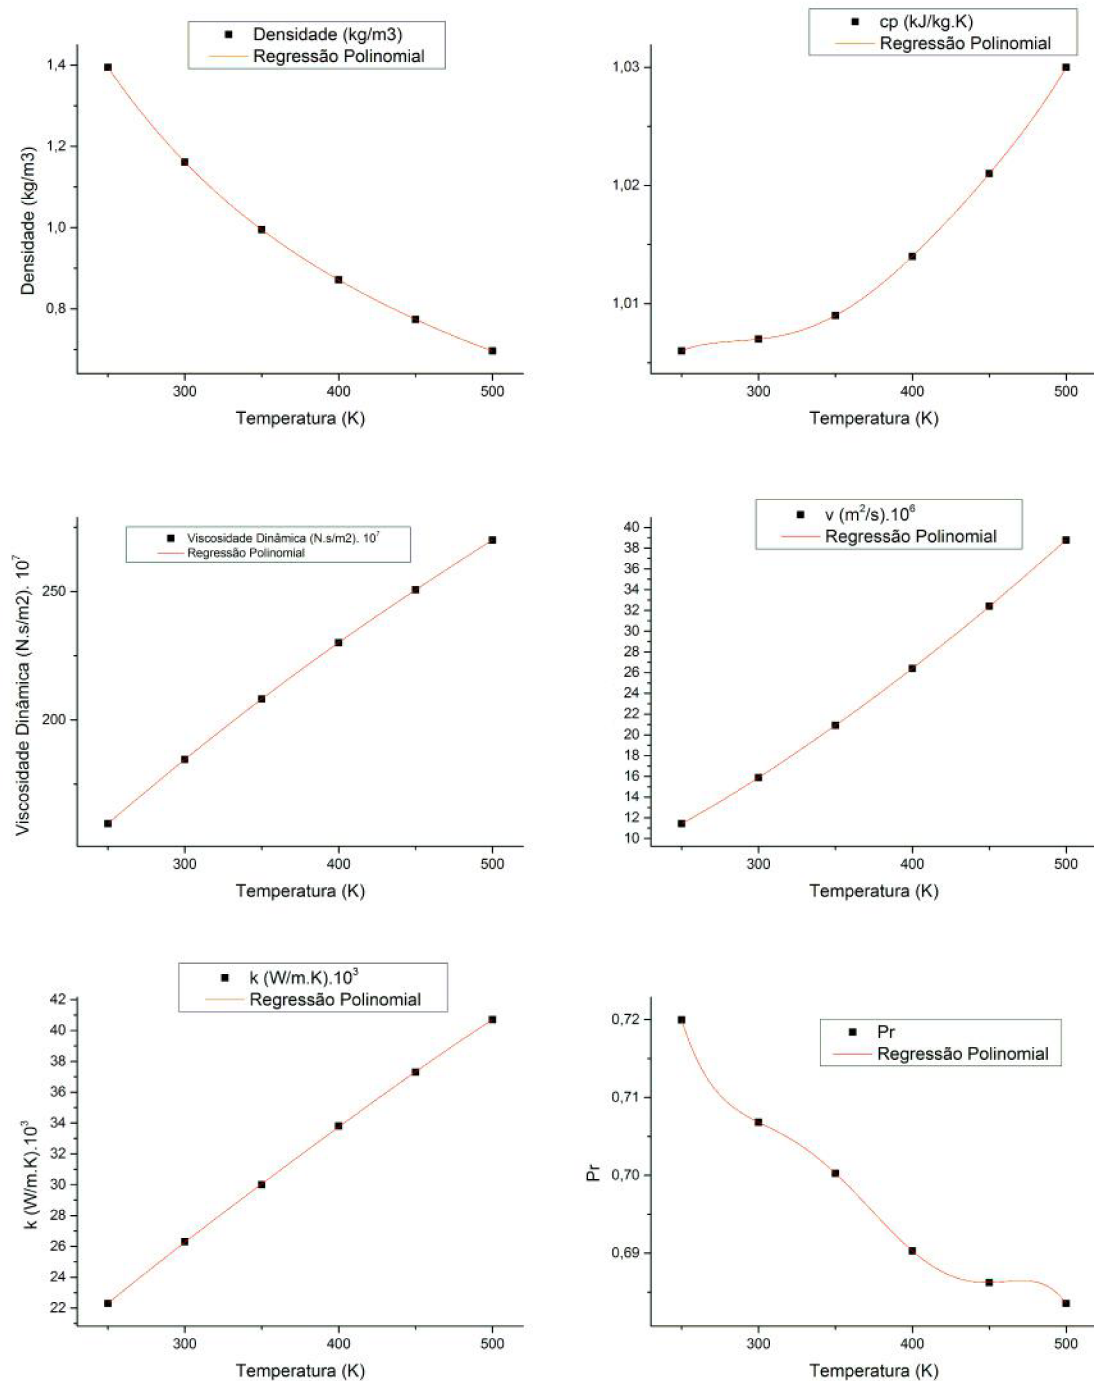 Densidade (kg/m3)
Regressão Polinomial
1,4
1,2
1,0
0,8
Densidade (kg/m3)
300
400
500
Temperatura (K)
cp (kJ/kg.K)
Regressão Polinomial
1,03
1,02
1,01
300
400
500
Temperatura (K)
Viscosidade Dinâmica (N.s/m2). 10⁷
Regressão Polinomial
250
200
Viscosidade Dinâmica (N.s/m2). 10⁷
300
400
500
Temperatura (K)
v (m²/s).10⁶
Regressão Polinomial
40
38
36
34
32
30
28
26
24
22
20
18
16
14
12
10
300
400
500
Temperatura (K)
k (W/m.K).10³
Regressão Polinomial
42
40
38
36
34
32
30
28
26
24
22
k (W/m.K).10³
300
400
500
Temperatura (K)
Pr
Regressão Polinomial
0,72
0,71
0,70
0,69
Pr
300
400
500
Temperatura (K)